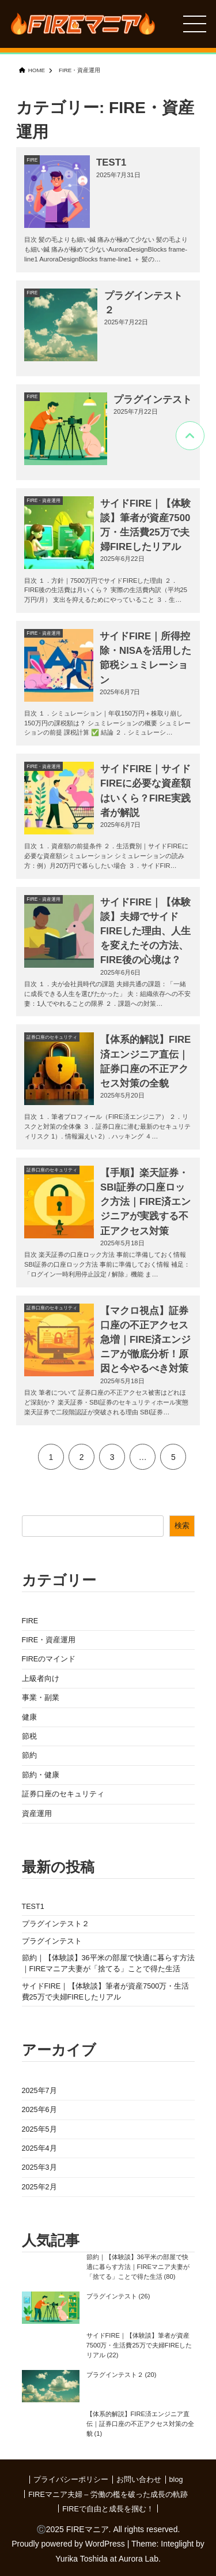 FIREマニア
HOME > FIRE・資産運用
カテゴリー: FIRE・資産
運用
FIRE
TEST1
2025年7月31日
目次 髪の毛よりも細い鍼 痛みが極めて少ない 髪の毛より
も細い鍼 痛みが極めて少ないAuroraDesignBlocks frame-
line1 AuroraDesignBlocks frame-line1 ＋ 髪の…
FIRE
プラグインテスト
２
2025年7月22日
FIRE
プラグインテスト
2025年7月22日
FIRE・資産運用
サイドFIRE｜【体験
談】筆者が資産7500
万・生活費25万で夫
婦FIREしたリアル
2025年6月22日
目次 １．方針｜7500万円でサイドFIREした理由 ２．
FIRE後の生活費は月いくら？ 実際の生活費内訳（平均25
万円/月） 支出を抑えるためにやっていること ３．生…
FIRE・資産運用
サイドFIRE｜所得控
除・NISAを活用した
節税シュミレーショ
ン
2025年6月7日
目次 １．シミュレーション｜年収150万円＋株取り崩し
150万円の課税額は？ シュミレーションの概要 シュミレー
ションの前提 課税計算 ✅ 結論 ２．シミュレーシ…
FIRE・資産運用
サイドFIRE｜サイド
FIREに必要な資産額
はいくら？FIRE実践
者が解説
2025年6月7日
目次 １．資産額の前提条件 ２．生活費別｜サイドFIREに
必要な資産額シミュレーション シミュレーションの読み
方：例）月20万円で暮らしたい場合 ３．サイドFIR…
FIRE・資産運用
サイドFIRE｜【体験
談】夫婦でサイド
FIREした理由、人生
を変えたその方法、
FIRE後の心境は？
2025年6月6日
目次 １．夫が会社員時代の課題 夫婦共通の課題：「一緒
に成長できる人生を選びたかった」 夫：組織依存への不安
妻：1人でやれることの限界 ２．課題への対策…
証券口座のセキュリティ
【体系的解説】FIRE
済エンジニア直伝｜
証券口座の不正アク
セス対策の全貌
2025年5月20日
目次 １．筆者プロフィール（FIRE済エンジニア） ２．リ
スクと対策の全体像 ３．証券口座に潜む最新のセキュリテ
ィリスク 1）. 情報漏えい 2）. ハッキング ４…
証券口座のセキュリティ
【手順】楽天証券・
SBI証券の口座ロッ
ク方法｜FIRE済エン
ジニアが実践する不
正アクセス対策
2025年5月18日
目次 楽天証券の口座ロック方法 事前に準備しておく情報
SBI証券のロック方法 事前に準備しておく情報 補足：
「ログイン一時利用停止設定 / 解除」機能 ま…
証券口座のセキュリティ
【マクロ視点】証券
口座の不正アクセス
急増｜FIRE済エンジ
ニアが徹底分析！原
因と今やるべき対策
2025年5月18日
目次 筆者について 証券口座の不正アクセス被害はどれほ
ど深刻か？ 楽天証券・SBI証券のセキュリティホール実態
楽天証券で二段階認証が突破される理由 SBI証券…
1 2 3 … 5
検索
カテゴリー
FIRE
FIRE・資産運用
FIREのマインド
上級者向け
事業・副業
健康
節税
節約
節約・健康
証券口座のセキュリティ
資産運用
最新の投稿
TEST1
プラグインテスト２
プラグインテスト
節約｜【体験談】36平米の部屋で快適に暮らす方法
｜FIREマニア夫妻が「捨てる」ことで得た生活
サイドFIRE｜【体験談】筆者が資産7500万・生活
費25万で夫婦FIREしたリアル
アーカイブ
2025年7月
2025年6月
2025年5月
2025年4月
2025年3月
2025年2月
人気記事
節約｜【体験談】36平米の部屋で快
適に暮らす方法｜FIREマニア夫妻が
「捨てる」ことで得た生活 (80)
プラグインテスト (26)
サイドFIRE｜【体験談】筆者が資産
7500万・生活費25万で夫婦FIREした
リアル (22)
プラグインテスト２ (20)
【体系的解説】FIRE済エンジニア直
伝｜証券口座の不正アクセス対策の全
貌 (1)
プライバシーポリシー｜お問い合わせ｜blog
｜FIREマニア夫婦 – 労働の檻を破った成長の軌跡
｜FIREで自由と成長を掴む！｜
Ⓒ2025 FIREマニア. All rights reserved.
Proudly powered by WordPress | Theme: Integlight by
Yurika Toshida at Aurora Lab.